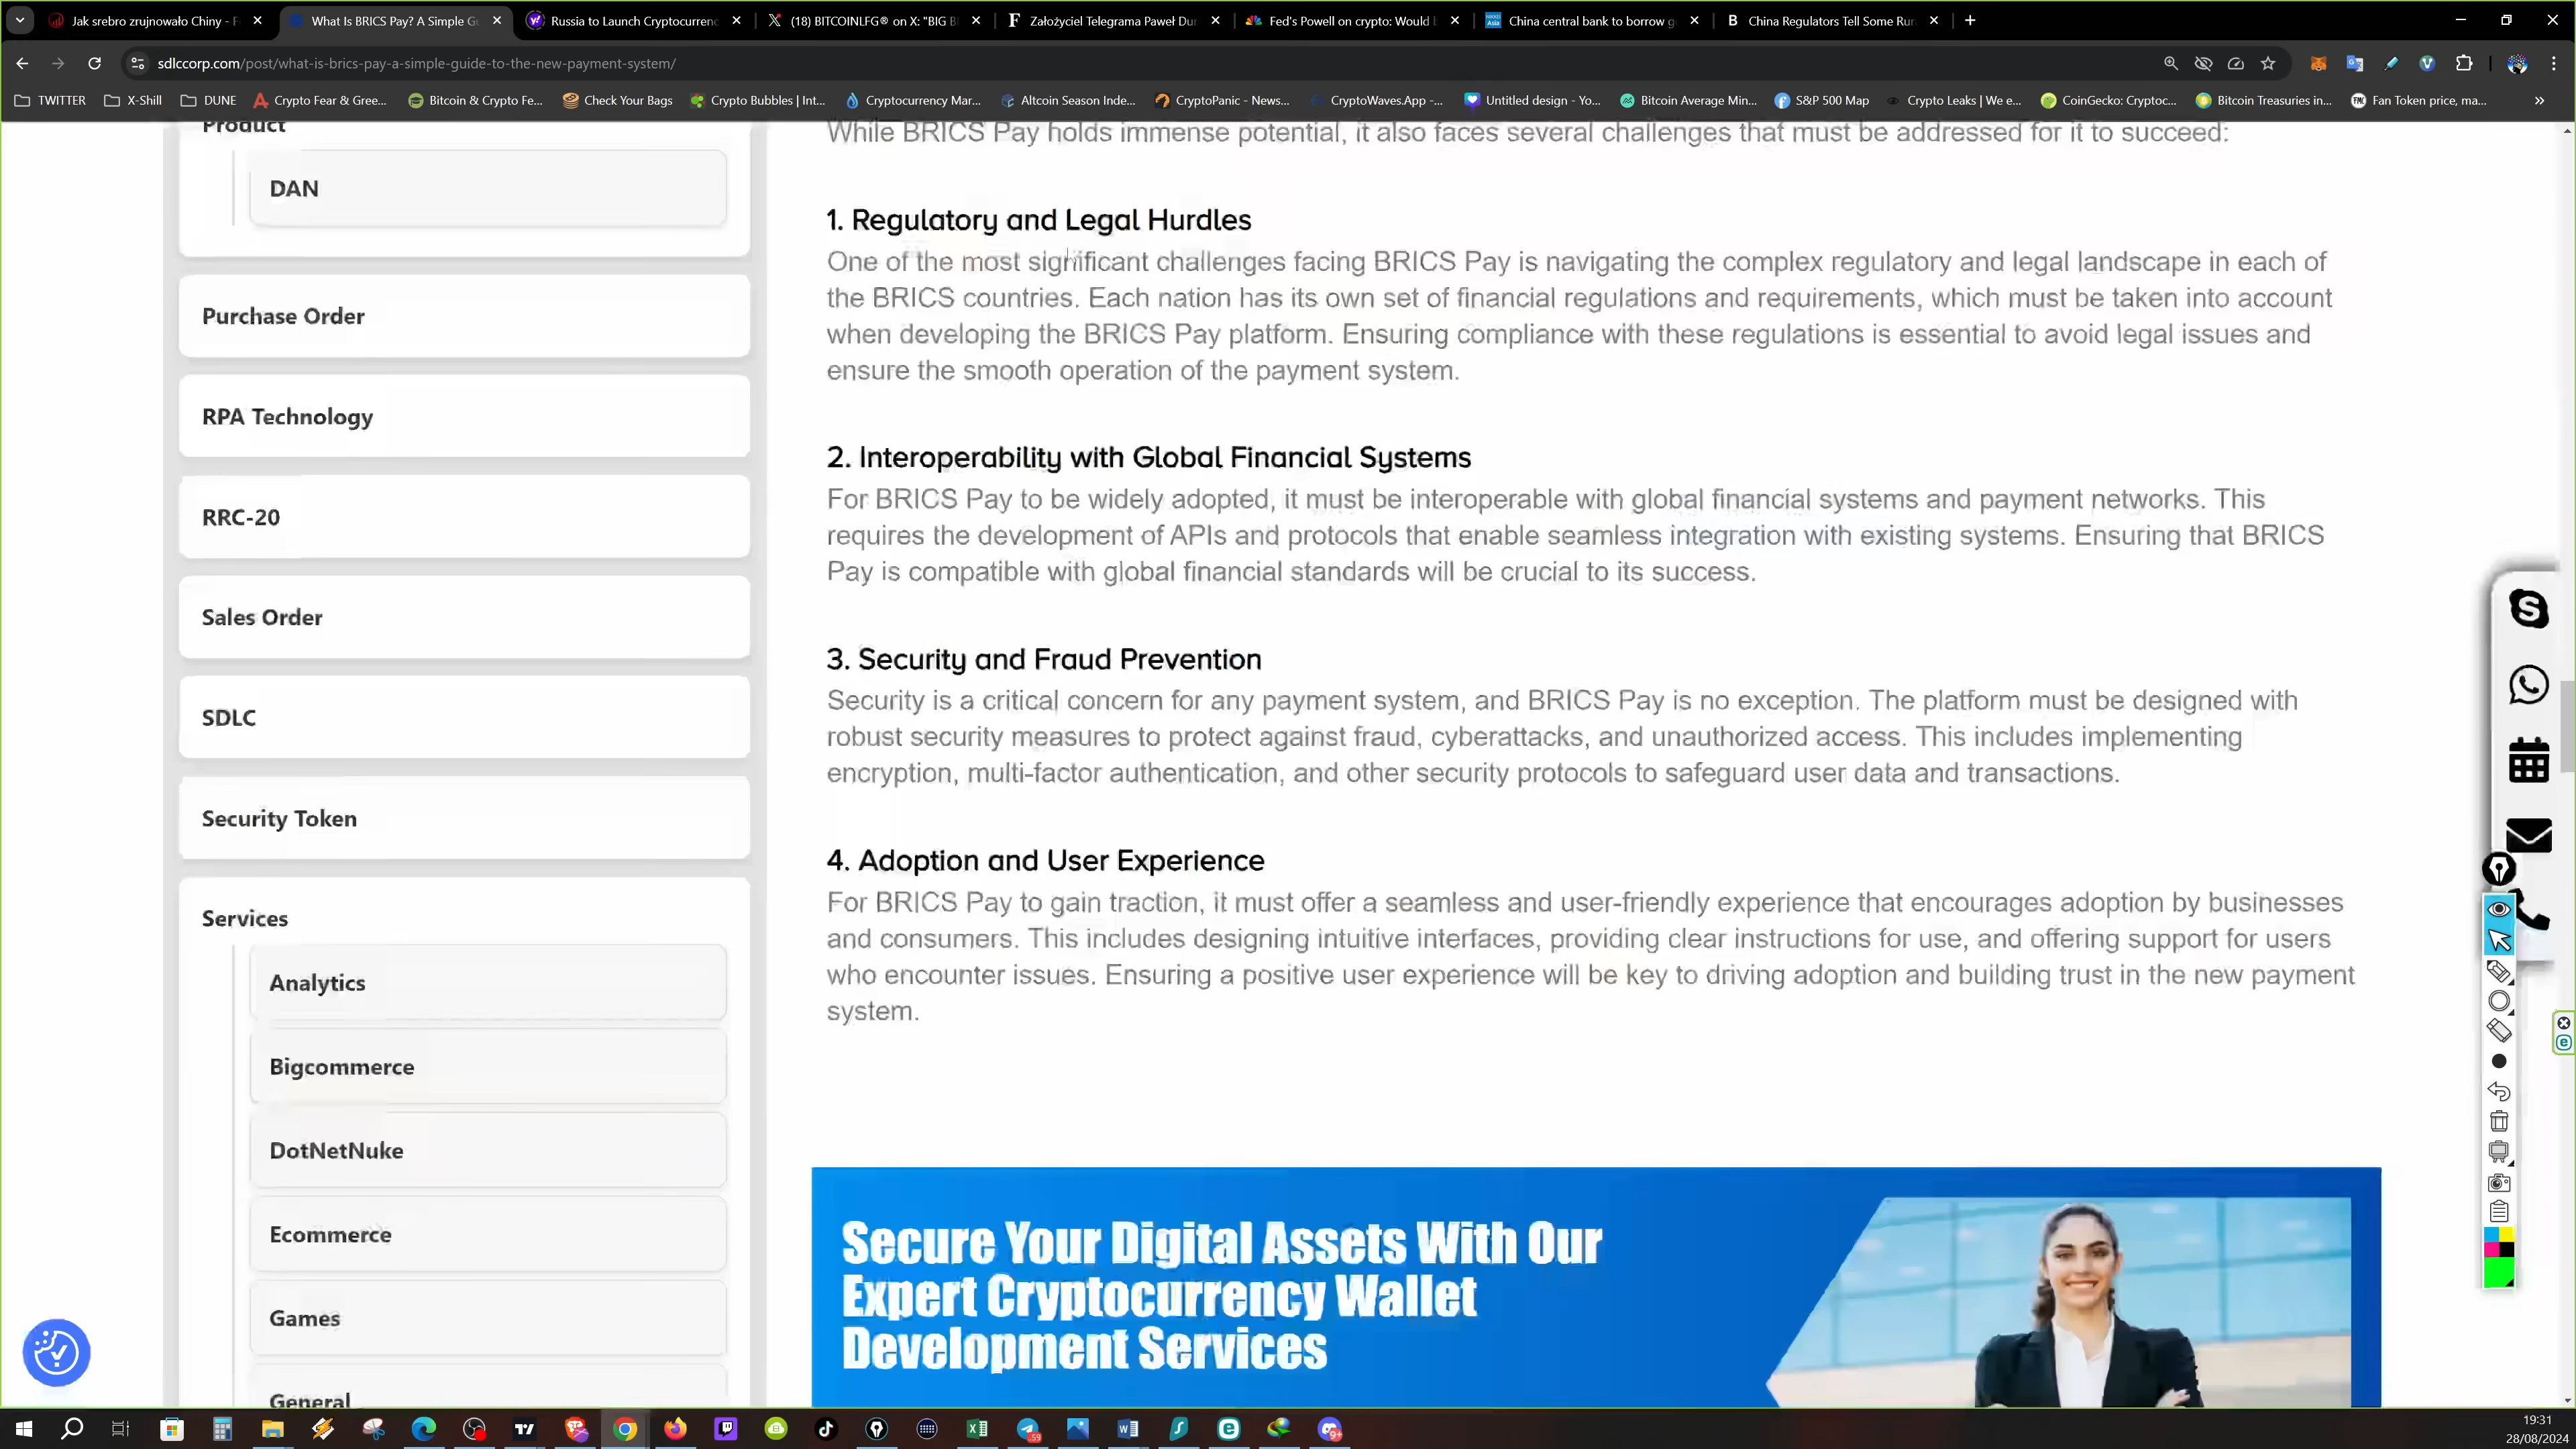 Jak srebro zrujnowało Chiny - F
What Is BRICS Pay? A Simple Gu
Russia to Launch Cryptocurrenc
(18) BITCOINLFG® on X: "BIG B
Założyciel Telegrama Paweł Dur
Fed's Powell on crypto: Would b
China central bank to borrow g
China Regulators Tell Some Rur
sdlccorp.com/post/what-is-brics-pay-a-simple-guide-to-the-new-payment-system/
TWITTER
X-Shill
DUNE
Crypto Fear & Gree...
Bitcoin & Crypto Fe...
Check Your Bags
Crypto Bubbles | Int...
Cryptocurrency Mar...
Altcoin Season Inde...
CryptoPanic - News...
CryptoWaves.App -...
Untitled design - Yo...
Bitcoin Average Min...
S&P 500 Map
Crypto Leaks | We e...
CoinGecko: Cryptoc...
Bitcoin Treasuries in...
Fan Token price, ma...
Product
DAN
Purchase Order
RPA Technology
RRC-20
Sales Order
SDLC
Security Token
Services
Analytics
Bigcommerce
DotNetNuke
Ecommerce
Games
General
While BRICS Pay holds immense potential, it also faces several challenges that must be addressed for it to succeed:
1. Regulatory and Legal Hurdles
One of the most significant challenges facing BRICS Pay is navigating the complex regulatory and legal landscape in each of
the BRICS countries. Each nation has its own set of financial regulations and requirements, which must be taken into account
when developing the BRICS Pay platform. Ensuring compliance with these regulations is essential to avoid legal issues and
ensure the smooth operation of the payment system.
2. Interoperability with Global Financial Systems
For BRICS Pay to be widely adopted, it must be interoperable with global financial systems and payment networks. This
requires the development of APIs and protocols that enable seamless integration with existing systems. Ensuring that BRICS
Pay is compatible with global financial standards will be crucial to its success.
3. Security and Fraud Prevention
Security is a critical concern for any payment system, and BRICS Pay is no exception. The platform must be designed with
robust security measures to protect against fraud, cyberattacks, and unauthorized access. This includes implementing
encryption, multi-factor authentication, and other security protocols to safeguard user data and transactions.
4. Adoption and User Experience
For BRICS Pay to gain traction, it must offer a seamless and user-friendly experience that encourages adoption by businesses
and consumers. This includes designing intuitive interfaces, providing clear instructions for use, and offering support for users
who encounter issues. Ensuring a positive user experience will be key to driving adoption and building trust in the new payment
system.
Secure Your Digital Assets With Our
Expert Cryptocurrency Wallet
Development Services
19:31
28/08/2024